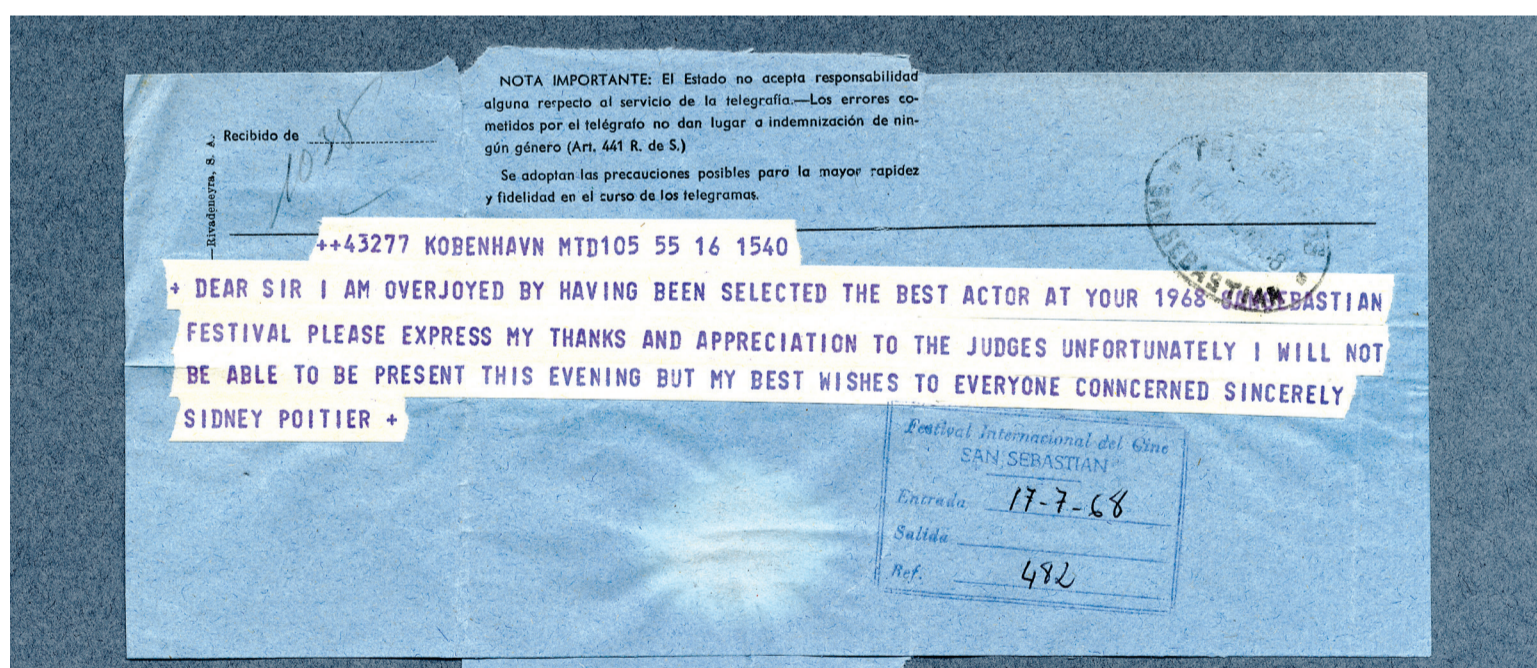 NOTA IMPORTANTE: El Estado no acepta responsabilidad
alguna respecto al servicio de la telegrafía.—Los errores co-
metidos por el telégrafo no dan lugar a indemnización de nin-
gún género (Art. 441 R. de S.)
Se adoptan las precauciones posibles para la mayor rapidez
y fidelidad en el curso de los telegramas.
Recibido de
1035
—Rivadeneyra, S. A.
SAN SEBASTIAN
++43277 KOBENHAVN MTD105 55 16 1540
+ DEAR SIR I AM OVERJOYED BY HAVING BEEN SELECTED THE BEST ACTOR AT YOUR 1968 SANSEBASTIAN
FESTIVAL PLEASE EXPRESS MY THANKS AND APPRECIATION TO THE JUDGES UNFORTUNATELY I WILL NOT
BE ABLE TO BE PRESENT THIS EVENING BUT MY BEST WISHES TO EVERYONE CONNCERNED SINCERELY
SIDNEY POITIER +
Festival Internacional del Cine
SAN SEBASTIAN
Entrada 17-7-68
Salida
Ref. 482